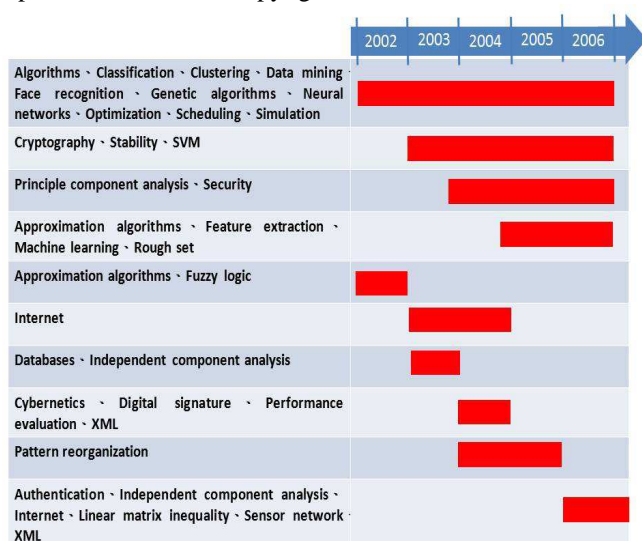 2002 2003 2004 2005 2006
Algorithms、Classification、Clustering、Data mining、
Face recognition、Genetic algorithms、Neural
networks、Optimization、Scheduling、Simulation
Cryptography、Stability、SVM
Principle component analysis、Security
Approximation algorithms、Feature extraction、
Machine learning、Rough set
Approximation algorithms、Fuzzy logic
Internet
Databases、Independent component analysis
Cybernetics、Digital signature、Performance
evaluation、XML
Pattern reorganization
Authentication、Independent component analysis、
Internet、Linear matrix inequality、Sensor network、
XML